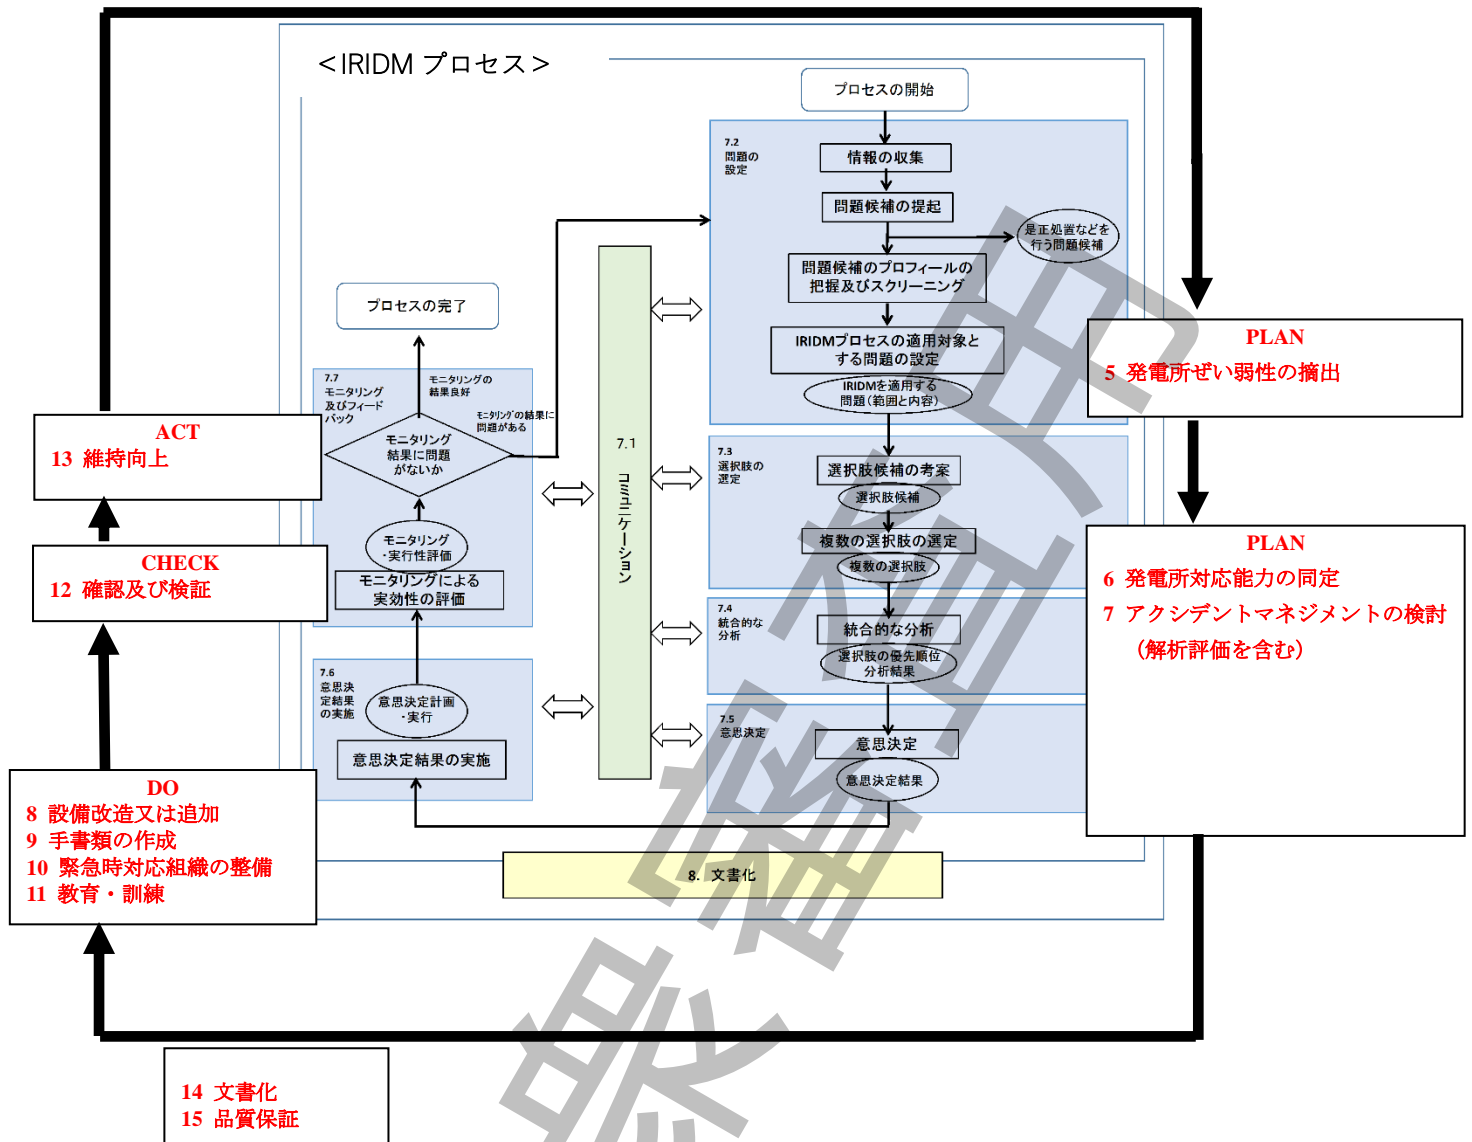 ＜IRIDM プロセス＞
プロセスの開始
7.2
問題の
設定
情報の収集
問題候補の提起
是正処置などを
行う問題候補
問題候補のプロフィールの
把握及びスクリーニング
IRIDMプロセスの適用対象と
する問題の設定
IRIDMを適用する
問題(範囲と内容)
7.3
選択肢の
選定
選択肢候補の考案
選択肢候補
複数の選択肢の選定
複数の選択肢
7.4
統合的な
分析
統合的な分析
選択肢の優先順位
分析結果
7.5
意思決定
意思決定
意思決定結果
7.1
コミュニケーション
7.6
意思決
定結果
の実施
意思決定計画
・実行
意思決定結果の実施
7.7
モニタリング
及びフィード
バック
モニタリングの
結果良好
モニタリングの結果に
問題がある
モニタリング
結果に問題
がないか
モニタリング
・実行性評価
モニタリングによる
実効性の評価
プロセスの完了
8. 文書化
PLAN
5 発電所ぜい弱性の摘出
PLAN
6 発電所対応能力の同定
7 アクシデントマネジメントの検討
（解析評価を含む）
DO
8 設備改造又は追加
9 手書類の作成
10 緊急時対応組織の整備
11 教育・訓練
CHECK
12 確認及び検証
ACT
13 維持向上
14 文書化
15 品質保証